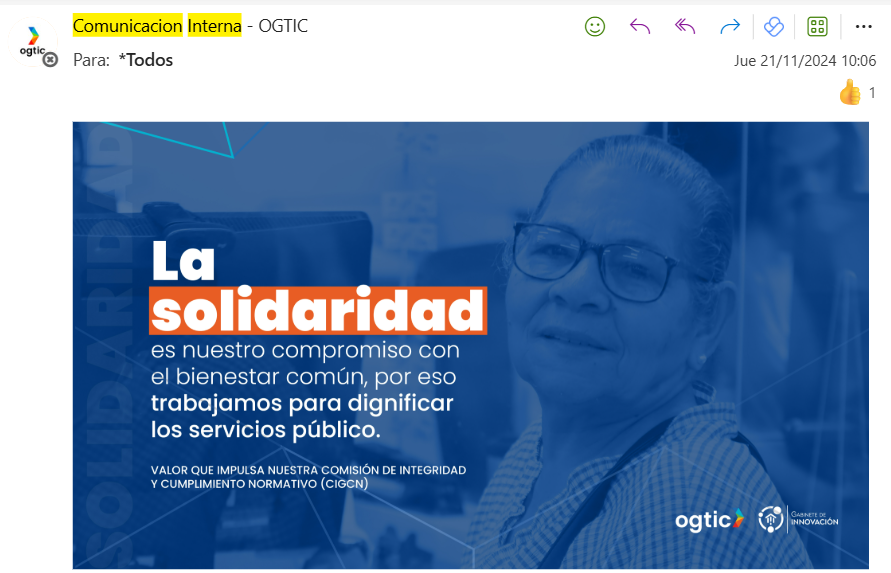 Comunicacion Interna - OGTIC
ogtic
Para: *Todos
Jue 21/11/2024 10:06
1
SOLIDARIDAD
La
solidaridad
es nuestro compromiso con
el bienestar común, por eso
trabajamos para dignificar
los servicios público.
VALOR QUE IMPULSA NUESTRA COMISIÓN DE INTEGRIDAD
Y CUMPLIMIENTO NORMATIVO (CIGCN)
ogtic
GABINETE DE
INNOVACIÓN